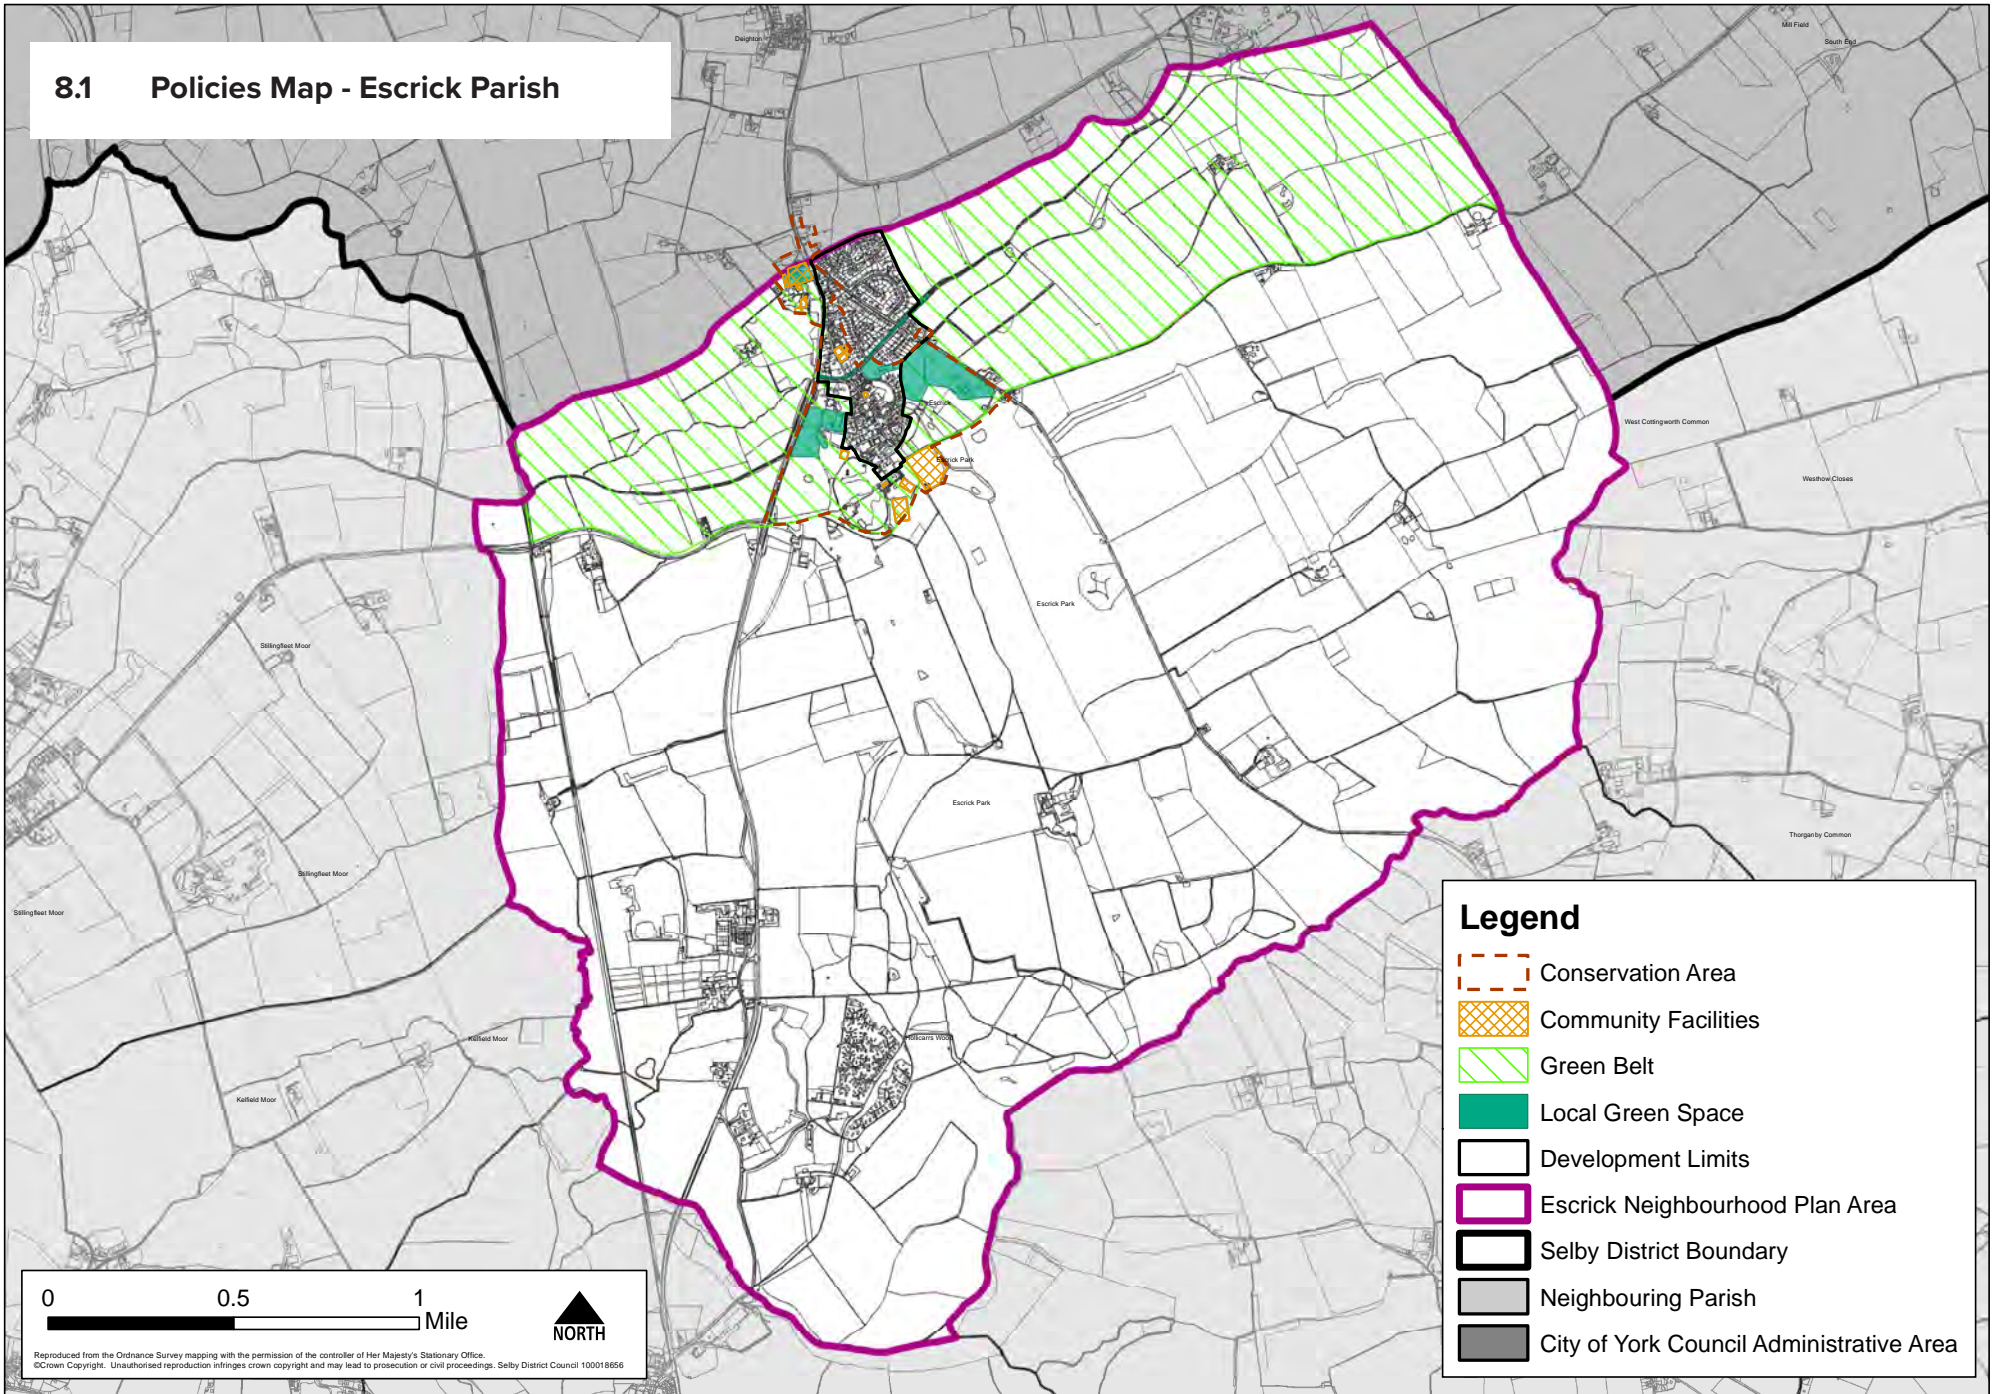 8.1 Policies Map - Escrick Parish
Deighton
Mill Field
South End
Escrick
Escrick Park
West Cottingworth Common
Westhow Closes
Escrick Park
Stillingfleet Moor
Escrick Park
Thorganby Common
Stillingfleet Moor
Stillingfleet Moor
Kelfield Moor
Hollicarrs Wood
Kelfield Moor
Legend
Conservation Area
Community Facilities
Green Belt
Local Green Space
Development Limits
Escrick Neighbourhood Plan Area
Selby District Boundary
Neighbouring Parish
City of York Council Administrative Area
0 0.5 1
Mile
NORTH
Reproduced from the Ordnance Survey mapping with the permission of the controller of Her Majesty's Stationary Office.
©Crown Copyright. Unauthorised reproduction infringes crown copyright and may lead to prosecution or civil proceedings. Selby District Council 100018656